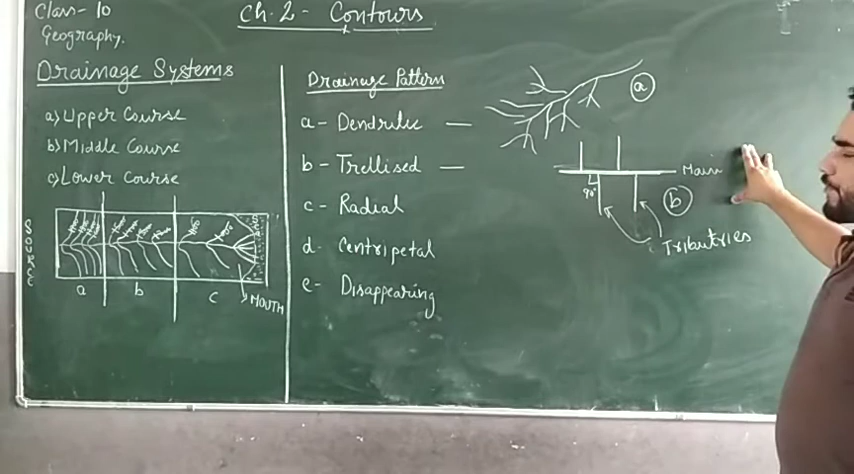 Class- 10
Geography.
Ch. 2 - Contours
Drainage Systems
a) Upper Course
b) Middle Course
c) Lower Course
SOURCE
a b c
MOUTH
Drainage Pattern
a- Dendritic —
b- Trellised —
c- Radial
d- Centripetal
e- Disappearing
a
Main
90°
b
Tributries